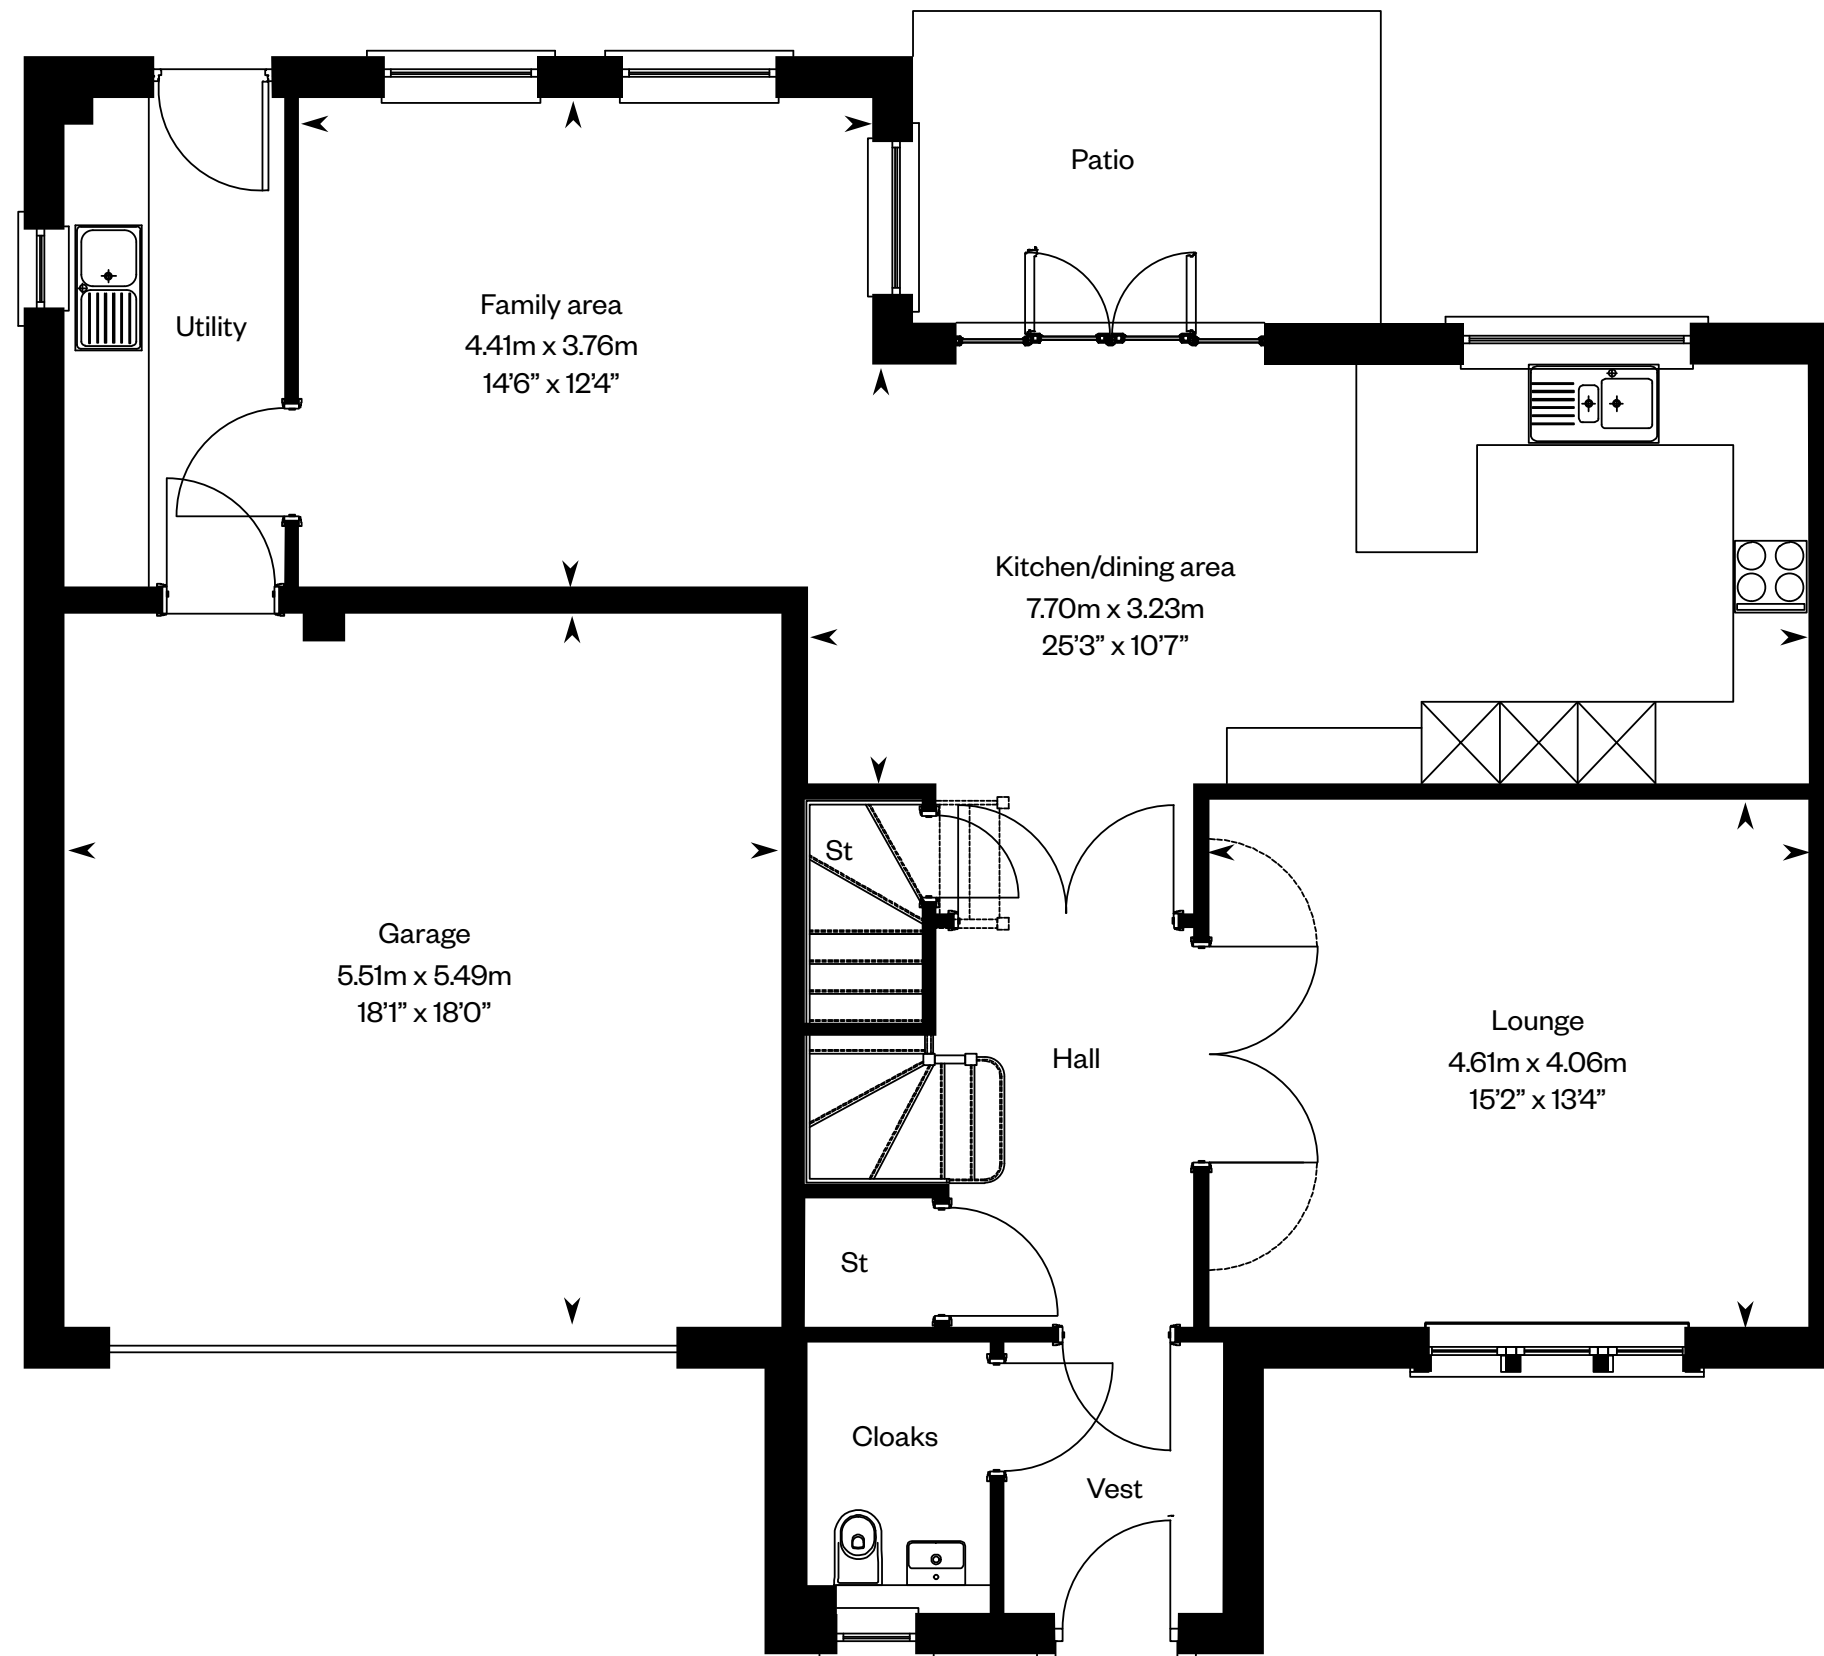 Patio
Family area
4.41m x 3.76m
14’6” x 12’4”
Utility
Kitchen/dining area
7.70m x 3.23m
25’3” x 10’7”
St
Garage
5.51m x 5.49m
18’1” x 18’0”
Hall
Lounge
4.61m x 4.06m
15’2” x 13’4”
St
Cloaks
Vest